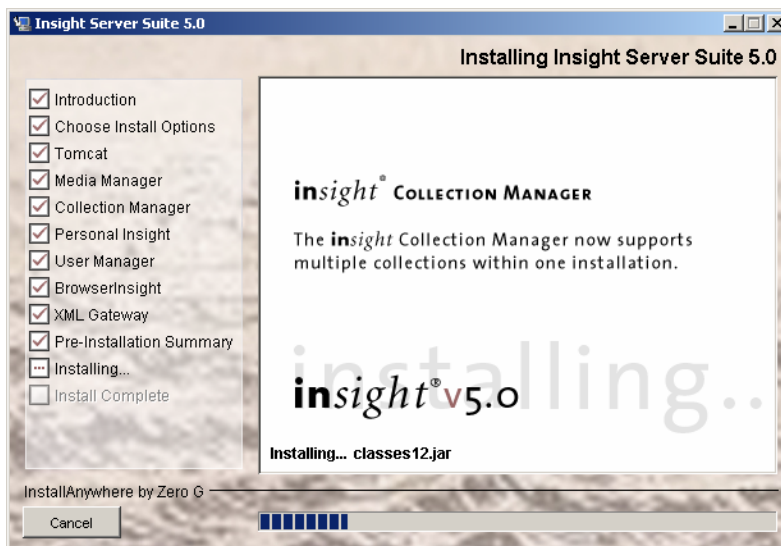 Insight Server Suite 5.0
Installing Insight Server Suite 5.0
Introduction
Choose Install Options
Tomcat
Media Manager
Collection Manager
Personal Insight
User Manager
BrowserInsight
XML Gateway
Pre-Installation Summary
Installing...
Install Complete
insight® COLLECTION MANAGER
The insight Collection Manager now supports
multiple collections within one installation.
installing..
insight® v5.0
Installing... classes12.jar
InstallAnywhere by Zero G
Cancel